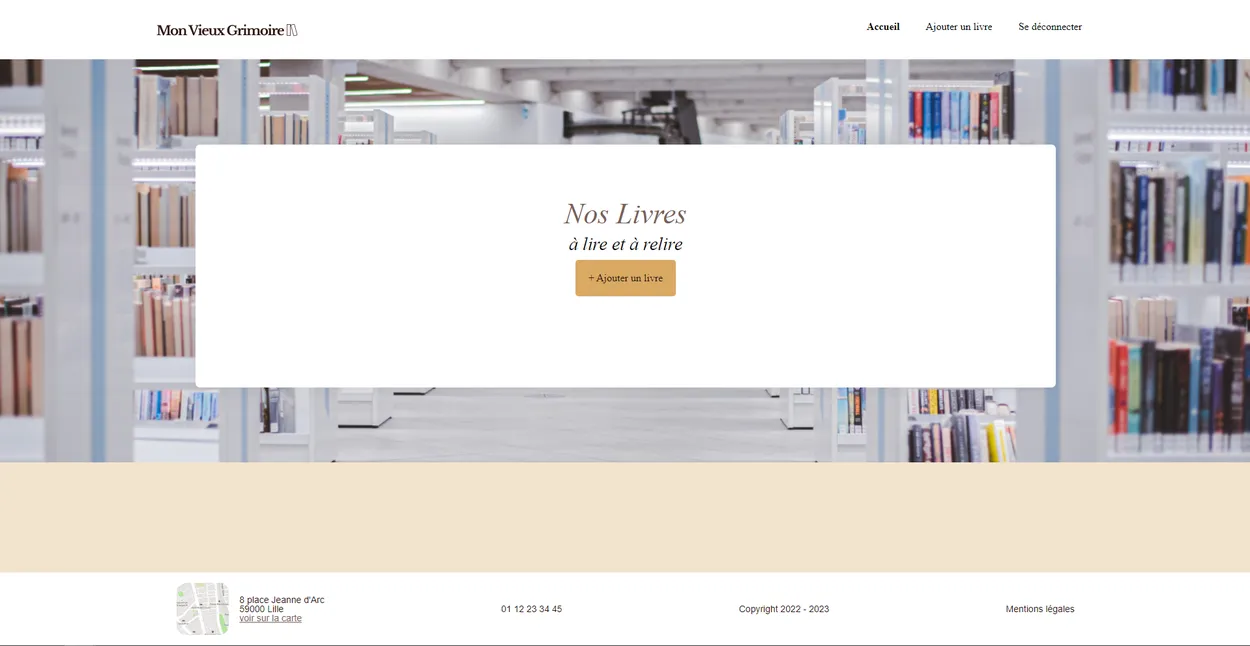 Mon Vieux Grimoire
Accueil
Ajouter un livre
Se déconnecter
Nos Livres
à lire et à relire
+ Ajouter un livre
8 place Jeanne d'Arc
59000 Lille
voir sur la carte
01 12 23 34 45
Copyright 2022 - 2023
Mentions légales